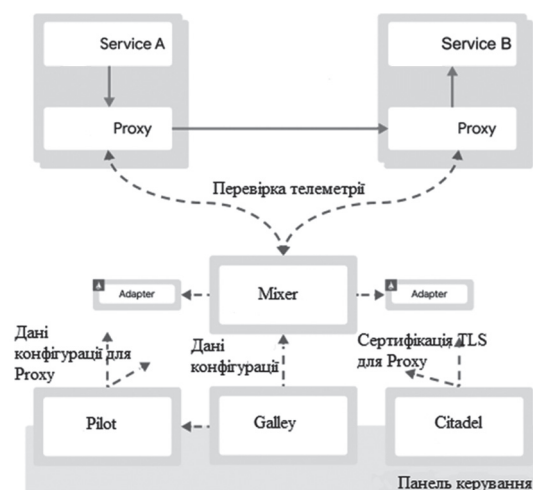 Service A
Service B
Proxy
Proxy
Перевірка телеметрії
Mixer
Adapter
Adapter
Дані
конфігурації для
Proxy
Дані
конфігурації
Сертифікація TLS
для Proxy
Pilot
Galley
Citadel
Панель керування